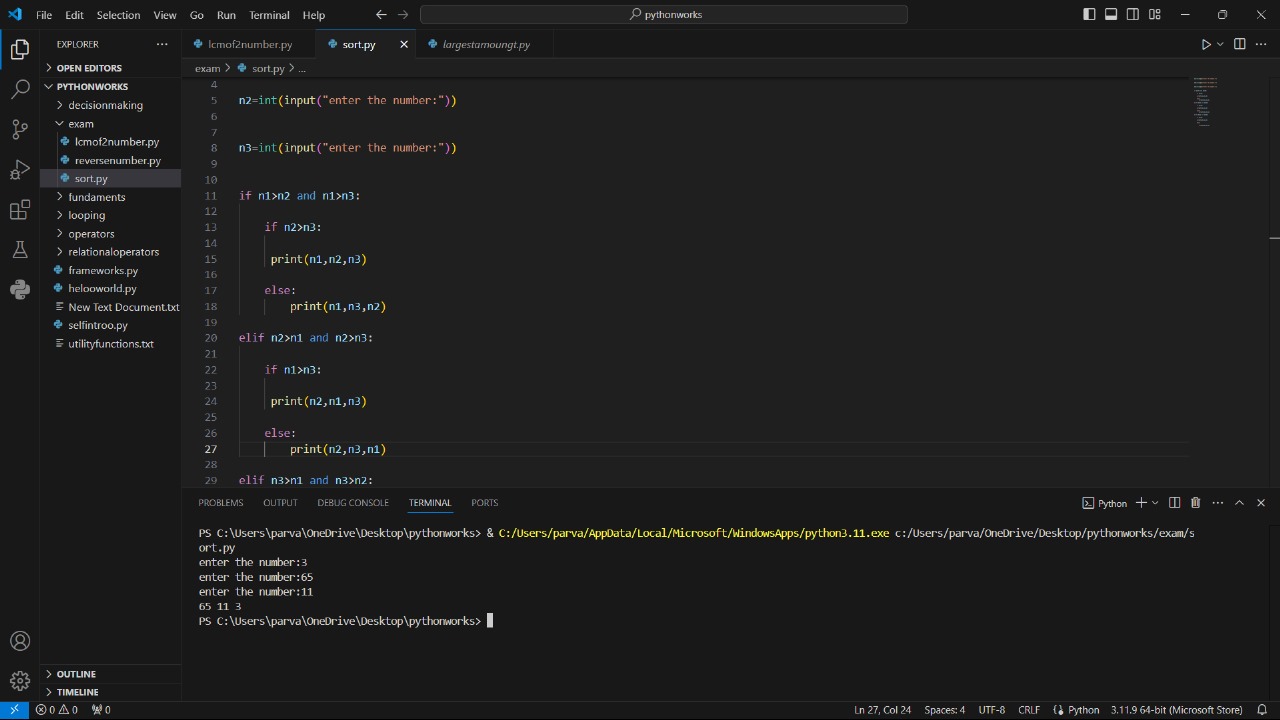 File Edit Selection View Go Run Terminal Help
pythonworks
EXPLORER
OPEN EDITORS
PYTHONWORKS
decisionmaking
exam
lcmof2number.py
reversenumber.py
sort.py
fundaments
looping
operators
relationaloperators
frameworks.py
helooworld.py
New Text Document.txt
selfintroo.py
utilityfunctions.txt
OUTLINE
TIMELINE
lcmof2number.py sort.py largestamoungt.py
exam > sort.py > ...
4
5 n2=int(input("enter the number:"))
6
7
8 n3=int(input("enter the number:"))
9
10
11 if n1>n2 and n1>n3:
12
13 if n2>n3:
14
15 print(n1,n2,n3)
16
17 else:
18 print(n1,n3,n2)
19
20 elif n2>n1 and n2>n3:
21
22 if n1>n3:
23
24 print(n2,n1,n3)
25
26 else:
27 print(n2,n3,n1)
28
29 elif n3>n1 and n3>n2:
PROBLEMS OUTPUT DEBUG CONSOLE TERMINAL PORTS Python
PS C:\Users\parva\OneDrive\Desktop\pythonworks> & C:/Users/parva/AppData/Local/Microsoft/WindowsApps/python3.11.exe c:/Users/parva/OneDrive/Desktop/pythonworks/exam/s
ort.py
enter the number:3
enter the number:65
enter the number:11
65 11 3
PS C:\Users\parva\OneDrive\Desktop\pythonworks>
0 0 0 Ln 27, Col 24 Spaces: 4 UTF-8 CRLF Python 3.11.9 64-bit (Microsoft Store)